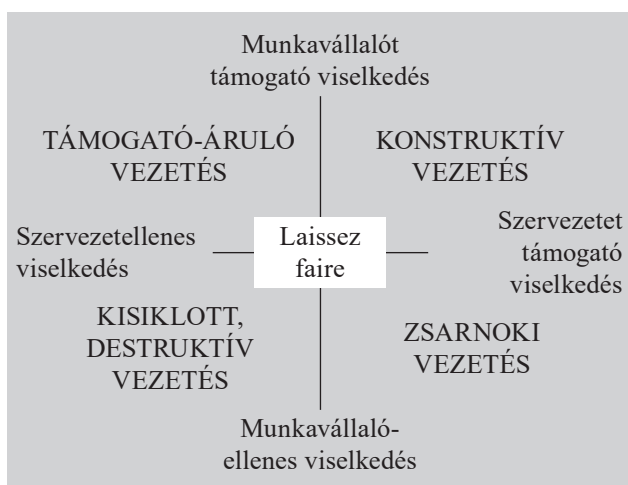 Munkavállalót
támogató viselkedés
TÁMOGATÓ-ÁRULÓ
VEZETÉS
KONSTRUKTÍV
VEZETÉS
Szervezetellenes
viselkedés
Laissez
faire
Szervezetet
támogató
viselkedés
KISIKLOTT,
DESTRUKTÍV
VEZETÉS
ZSARNOKI
VEZETÉS
Munkavállaló-
ellenes viselkedés